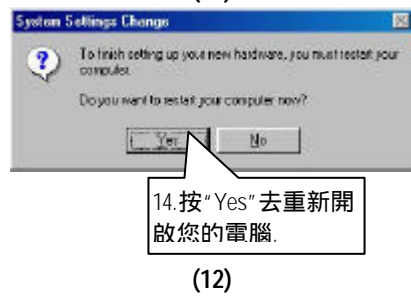 System Settings Change
To finish setting up your new hardware, you must restart your
computer.
Do you want to restart your computer now?
Yes
No
14.按“Yes”去重新開
啟您的電腦.
(12)